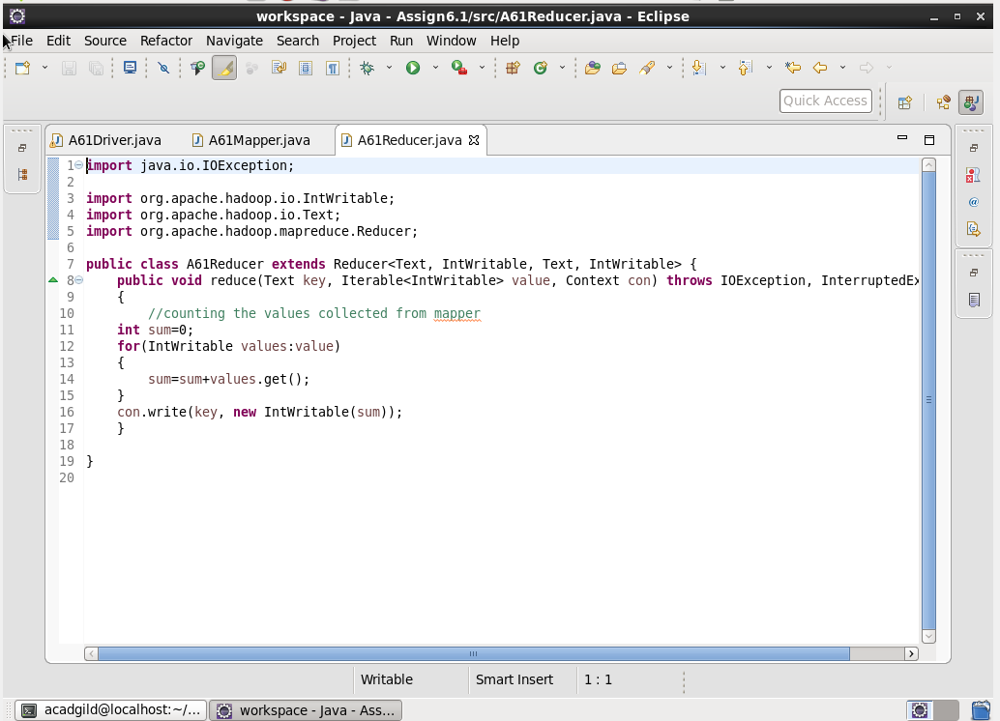 workspace - Java - Assign6.1/src/A61Reducer.java - Eclipse
File Edit Source Refactor Navigate Search Project Run Window Help
Quick Access
A61Driver.java A61Mapper.java A61Reducer.java
1 import java.io.IOException;
2
3 import org.apache.hadoop.io.IntWritable;
4 import org.apache.hadoop.io.Text;
5 import org.apache.hadoop.mapreduce.Reducer;
6
7 public class A61Reducer extends Reducer<Text, IntWritable, Text, IntWritable> {
8 public void reduce(Text key, Iterable<IntWritable> value, Context con) throws IOException, InterruptedEx
9 {
10 //counting the values collected from mapper
11 int sum=0;
12 for(IntWritable values:value)
13 {
14 sum=sum+values.get();
15 }
16 con.write(key, new IntWritable(sum));
17 }
18
19 }
20
Writable Smart Insert 1 : 1
acadgild@localhost:~/... workspace - Java - Ass...